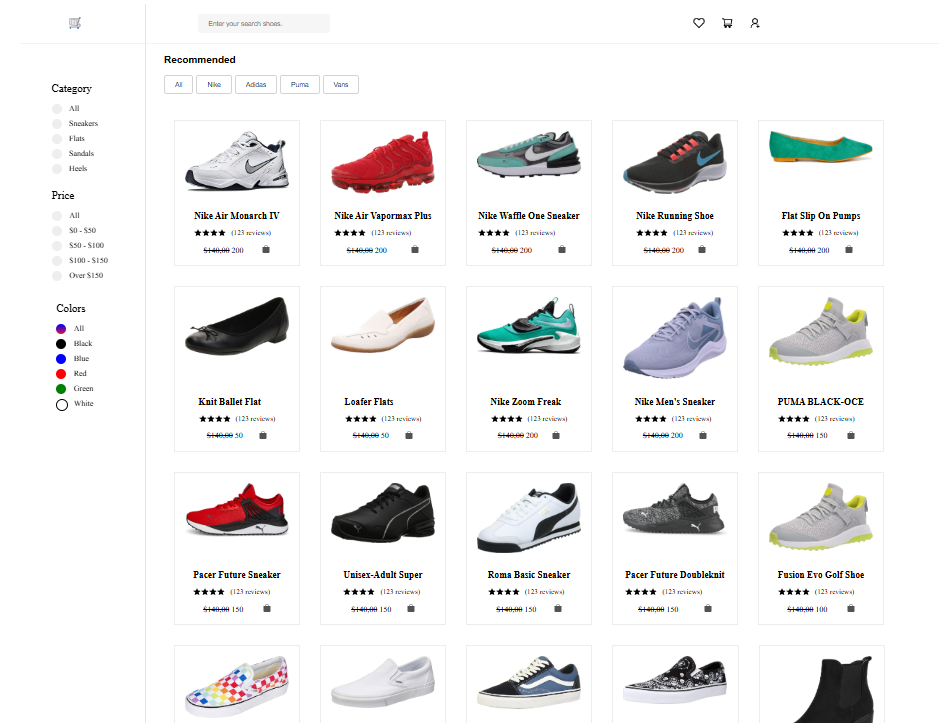 Enter your search shoes.
Recommended
All Nike Adidas Puma Vans
Category
All
Sneakers
Flats
Sandals
Heels
Price
All
$0 - $50
$50 - $100
$100 - $150
Over $150
Colors
All
Black
Blue
Red
Green
White
Nike Air Monarch IV
(123 reviews)
$140,00 200
Nike Air Vapormax Plus
(123 reviews)
$140,00 200
Nike Waffle One Sneaker
(123 reviews)
$140,00 200
Nike Running Shoe
(123 reviews)
$140,00 200
Flat Slip On Pumps
(123 reviews)
$140,00 200
Knit Ballet Flat
(123 reviews)
$140,00 50
Loafer Flats
(123 reviews)
$140,00 50
Nike Zoom Freak
(123 reviews)
$140,00 200
Nike Men's Sneaker
(123 reviews)
$140,00 200
PUMA BLACK-OCE
(123 reviews)
$140,00 150
Pacer Future Sneaker
(123 reviews)
$140,00 150
Unisex-Adult Super
(123 reviews)
$140,00 150
Roma Basic Sneaker
(123 reviews)
$140,00 150
Pacer Future Doubleknit
(123 reviews)
$140,00 150
Fusion Evo Golf Shoe
(123 reviews)
$140,00 100